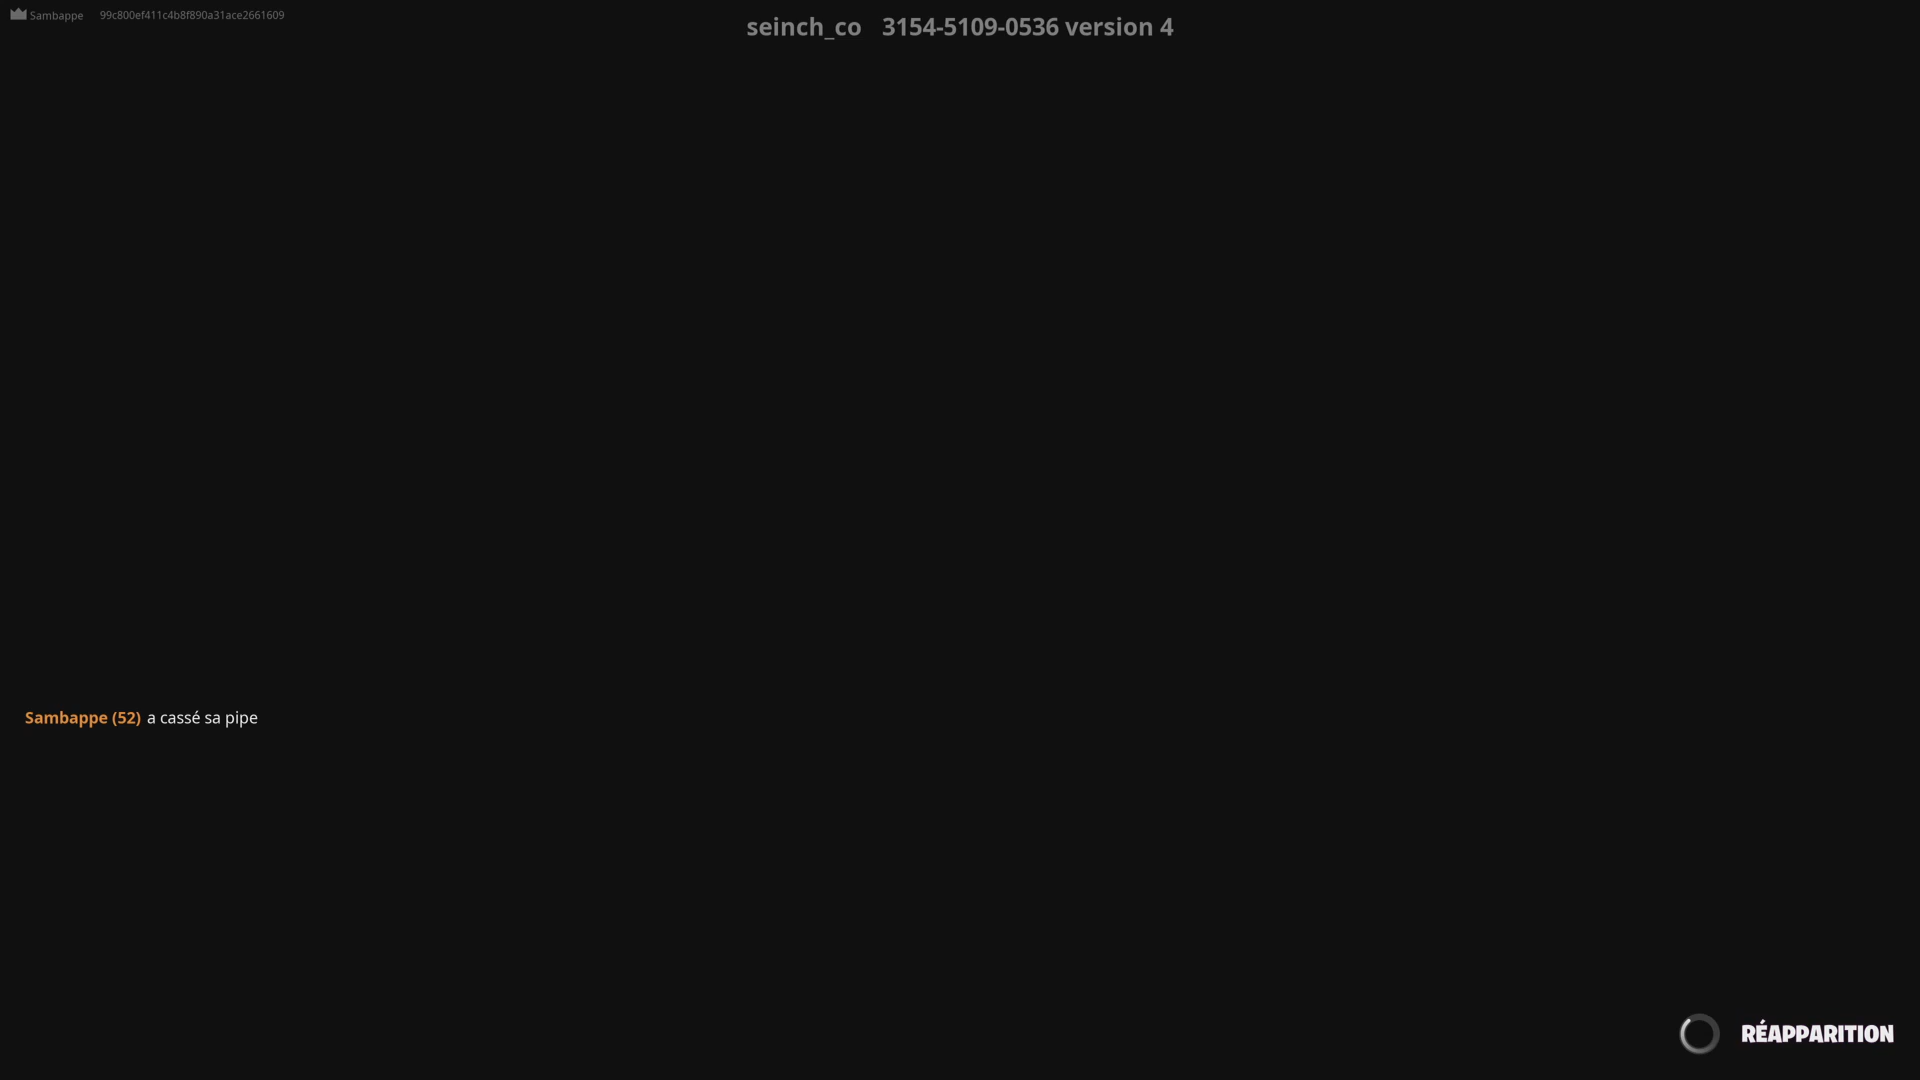 Sambappe 99c800ef411c4b8f890a31ace2661609
seinch_co 3154-5109-0536 version 4
Sambappe (52) a cassé sa pipe
RÉAPPARITION